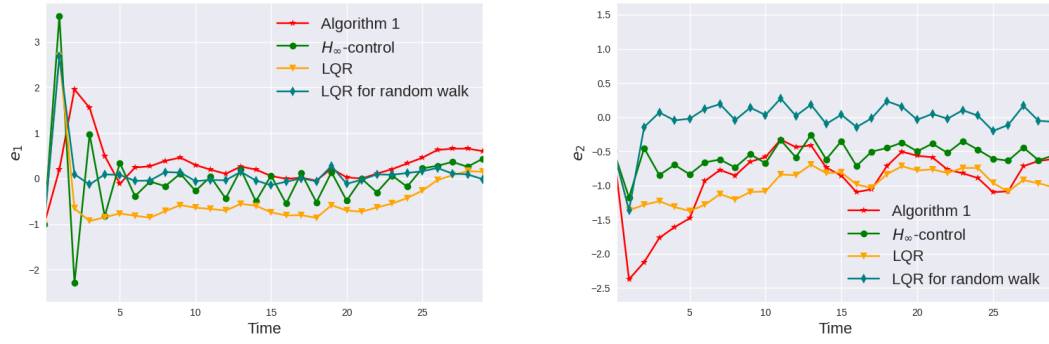 3
2
1
0
−1
−2
e₁
5
10
15
20
25
Time
Algorithm 1
H∞-control
LQR
LQR for random walk
1.5
1.0
0.5
0.0
−0.5
−1.0
−1.5
−2.0
−2.5
e₂
5
10
15
20
25
Time
Algorithm 1
H∞-control
LQR
LQR for random walk